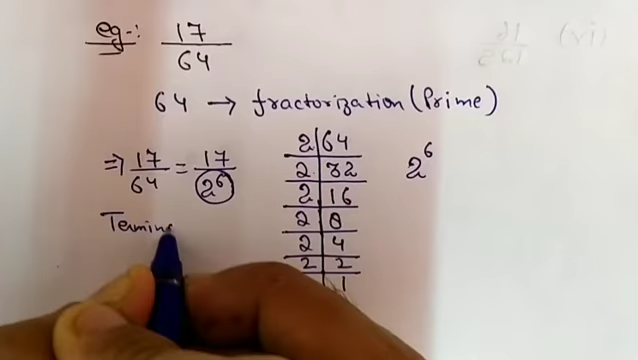 eg-: 17/64
64 → fractorization (Prime)
⇒ 17/64 = 17/2⁶
2 | 64
2 | 32
2 | 16
2 | 8
2 | 4
2 | 2
1
2⁶
Termin